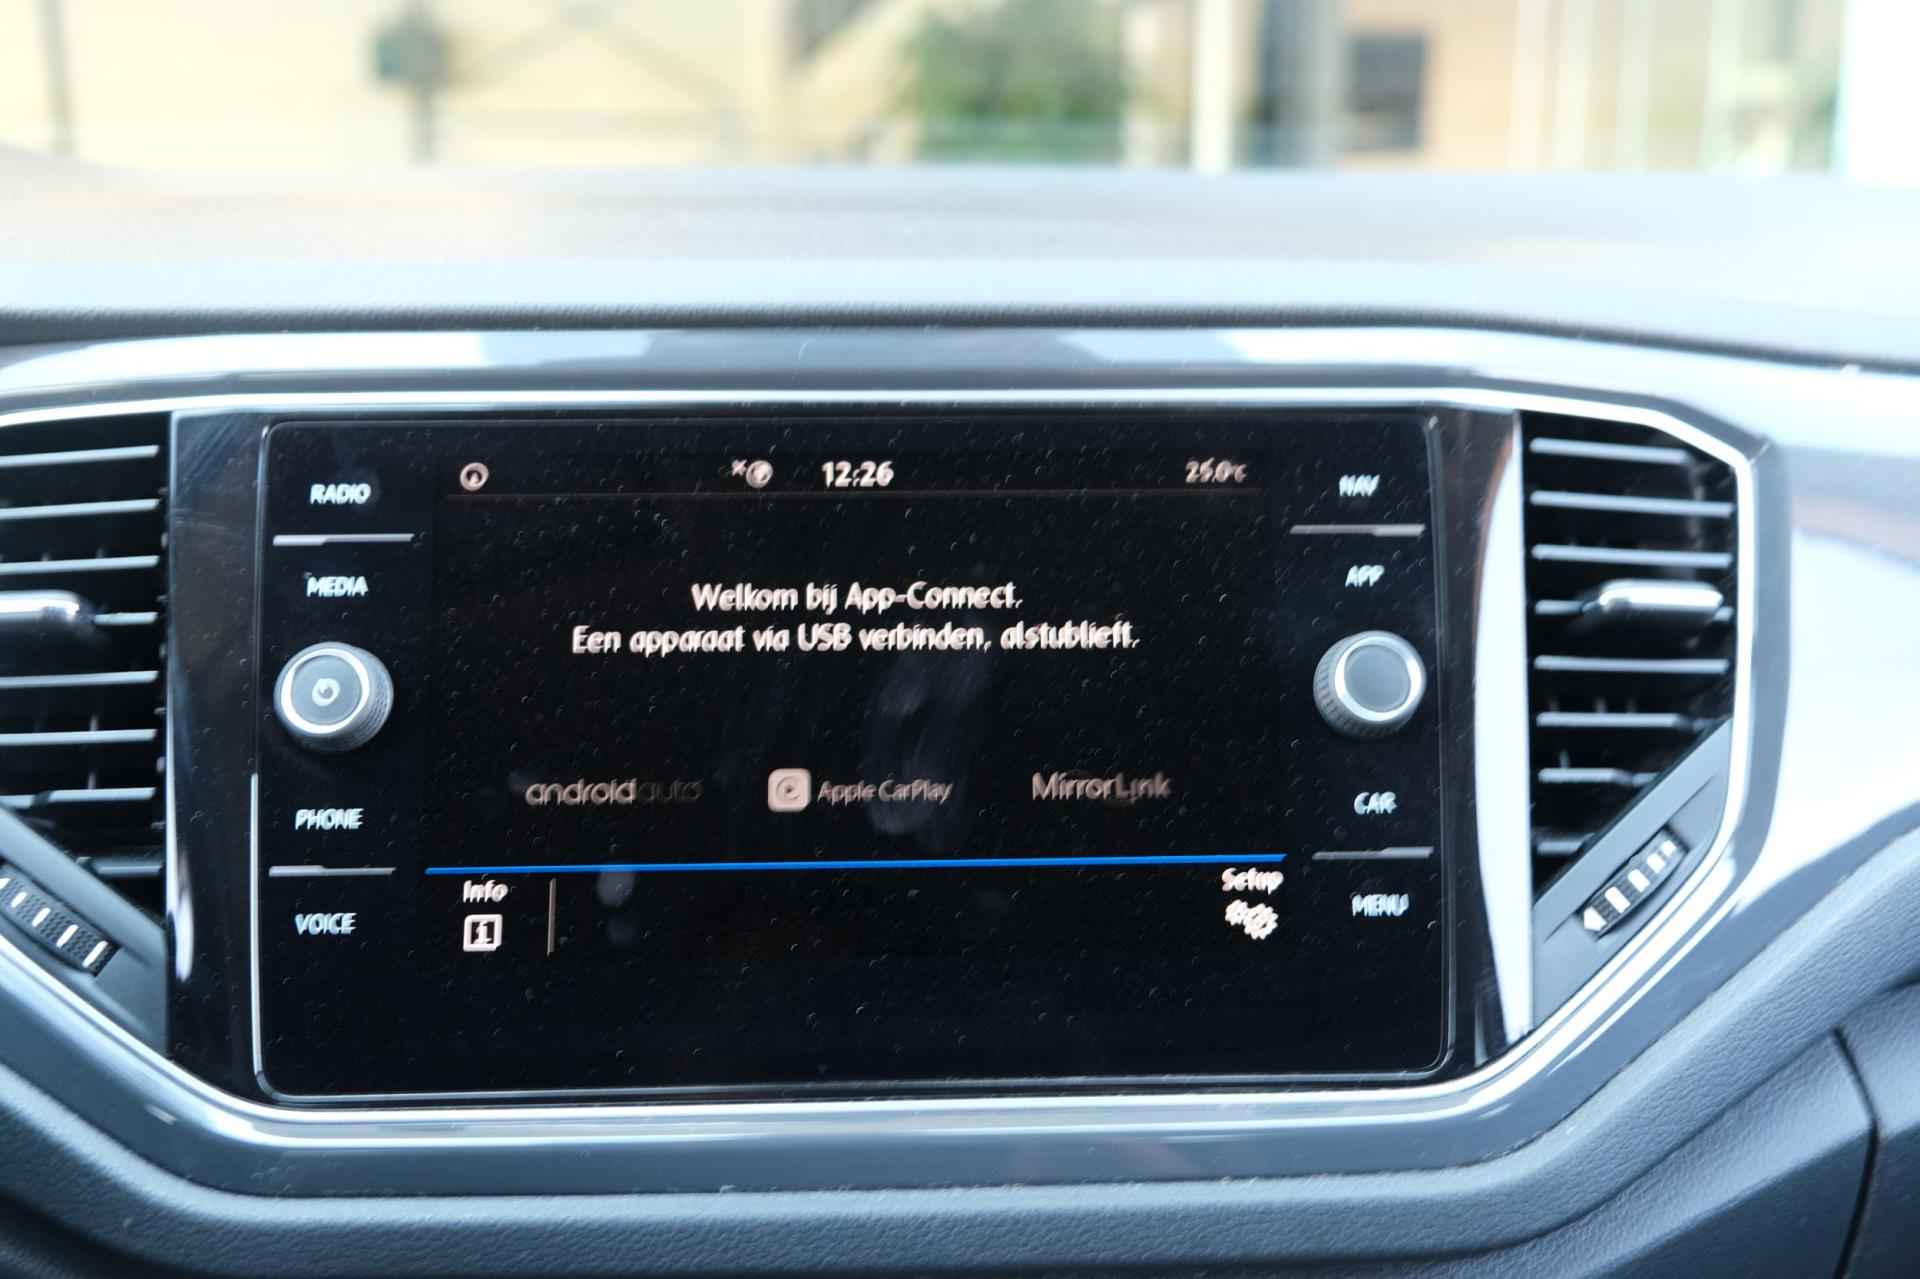 RADIO
MEDIA
PHONE
VOICE
12:26
25.0°C
Welkom bij App-Connect.
Een apparaat via USB verbinden, alstublieft.
androidauto
Apple CarPlay
MirrorLink
Info
Setup
NAV
APP
CAR
MENU